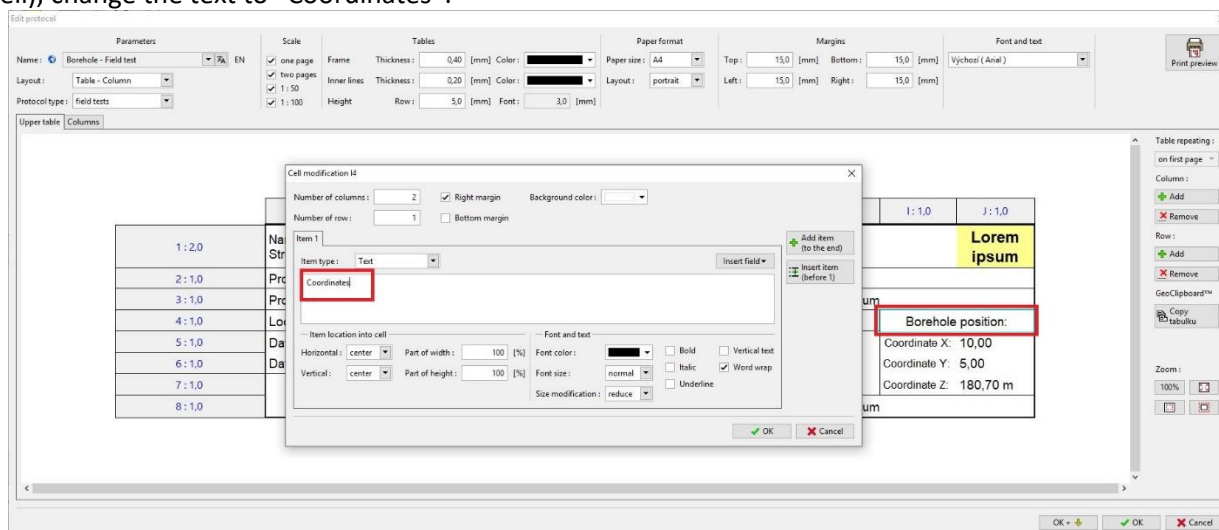 ell), change the text to "Coordinates".
Edit protocol
Parameters Scale Tables Paper format Margins Font and text
Name: Borehole - Field test EN one page Frame Thickness: 0,40 [mm] Color: Paper size: A4 Top: 15,0 [mm] Bottom: 15,0 [mm] Výchozí ( Arial ) Print preview
two pages
Layout: Table - Column Inner lines Thickness: 0,20 [mm] Color: Layout: portrait Left: 15,0 [mm] Right: 15,0 [mm]
1 : 50
Protocol type: field tests 1 : 100 Height Row: 5,0 [mm] Font: 3,0 [mm]
Upper table Columns
Table repeating:
on first page
Column:
Add
Remove
Row:
Add
Remove
GeoClipboard™
Copy
tabulku
Zoom:
100%
Cell modification I4
Number of columns: 2 Right margin Background color:
Number of row: 1 Bottom margin
Item 1
Add item
(to the end)
Item type: Text Insert field
Insert item
(before 1)
Coordinates
Item location into cell Font and text
Horizontal: center Part of width: 100 [%] Font color: Bold Vertical text
Vertical: center Part of height: 100 [%] Font size: normal Italic Word wrap
Underline
Size modification: reduce
OK Cancel
I : 1,0 J : 1,0
1 : 2,0 Na Lorem
Str ipsum
2 : 1,0 Pro
3 : 1,0 Pro um
4 : 1,0 Loc Borehole position:
5 : 1,0 Da Coordinate X: 10,00
6 : 1,0 Da Coordinate Y: 5,00
7 : 1,0 Coordinate Z: 180,70 m
8 : 1,0 um
OK + OK Cancel